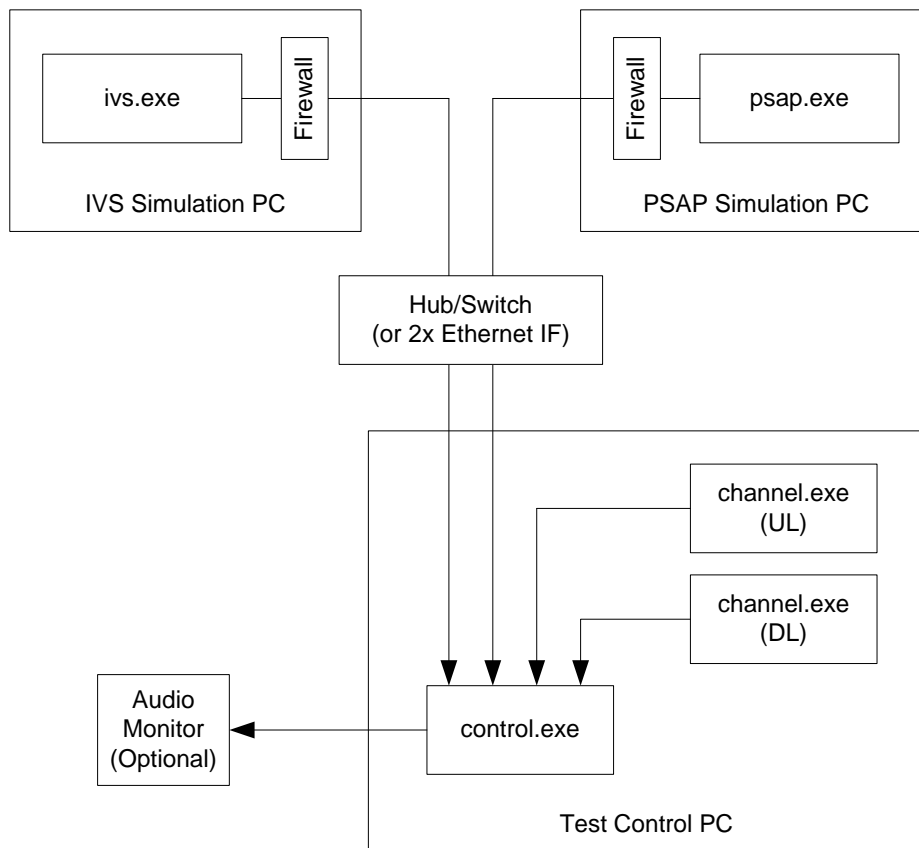 ivs.exe
Firewall
IVS Simulation PC
Firewall
psap.exe
PSAP Simulation PC
Hub/Switch
(or 2x Ethernet IF)
channel.exe
(UL)
channel.exe
(DL)
Audio
Monitor
(Optional)
control.exe
Test Control PC